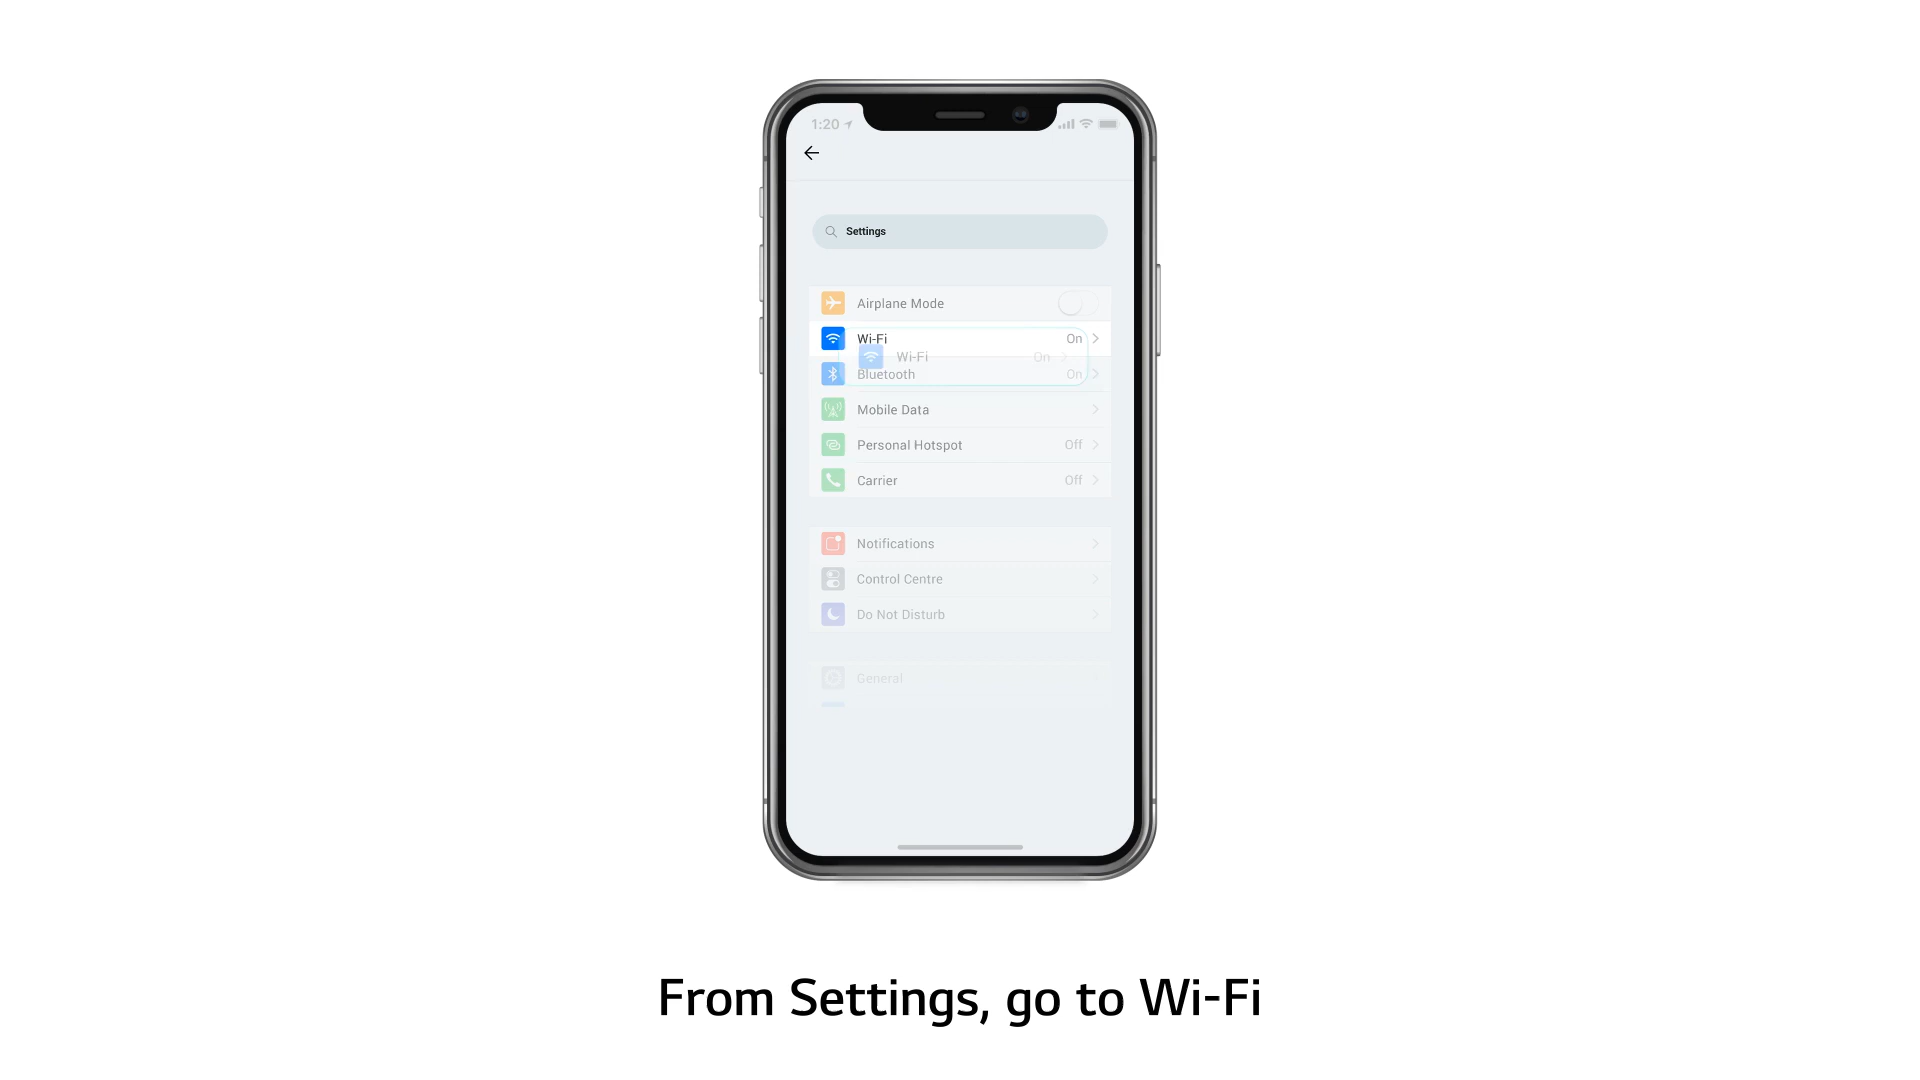 1:20
Settings
Airplane Mode
Wi-Fi On
Wi-Fi On
Bluetooth On
Mobile Data
Personal Hotspot Off
Carrier Off
Notifications
Control Centre
Do Not Disturb
General
From Settings, go to Wi-Fi